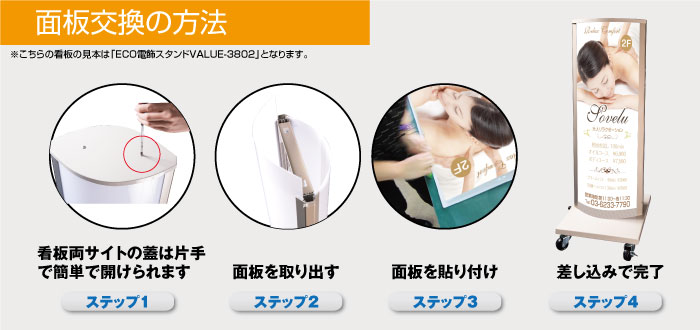 面板交換の方法
※こちらの看板の見本は「ECO電飾スタンドVALUE-3802」となります。
看板両サイトの蓋は片手
で簡単で開けられます
ステップ1
面板を取り出す
ステップ2
2F
面板を貼り付け
ステップ3
2F
Sovelu
03-6233-7790
差し込みで完了
ステップ4